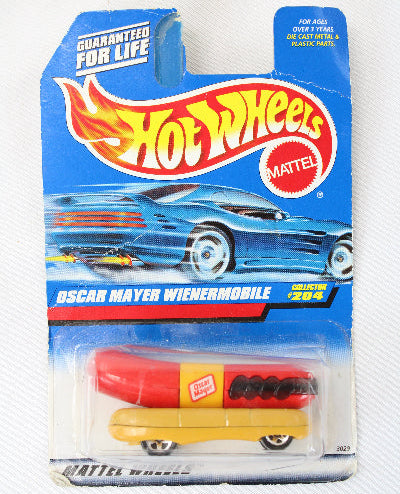 GUARANTEED
FOR LIFE
FOR AGES
OVER 3 YEARS
DIE CAST METAL &
PLASTIC PARTS.
HOT WHEELS
MATTEL
®
OSCAR MAYER WIENERMOBILE
COLLECTOR
#204
Oscar
Mayer
3029
MATTEL WHEELS